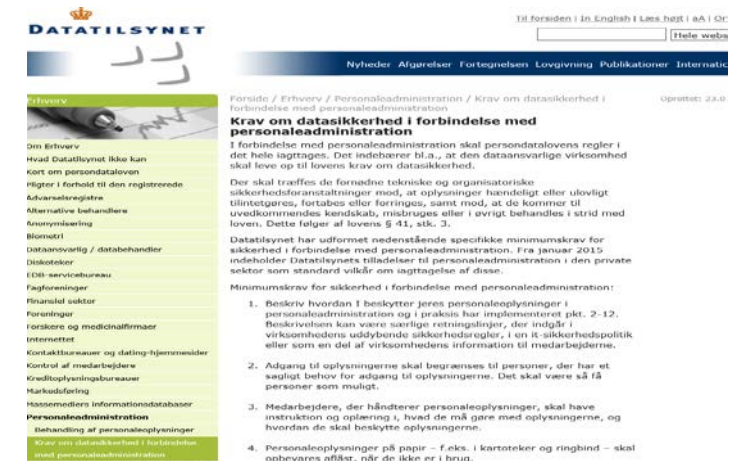 DATATILSYNET
Til forsiden | In English | Læs højt | aA | Or
Hele webs
Nyheder Afgørelser Fortegnelsen Lovgivning Publikationer Internatio
Erhverv
Om Erhverv
Hvad Datatilsynet ikke kan
Kort om persondataloven
Pligter i forhold til den registrerede
Advarselsregistre
Alternative behandlere
Anonymisering
Biometri
Dataansvarlig / databehandler
Diskoteker
EDB-servicebureau
Fagforeninger
Finansiel sektor
Foreninger
Forskere og medicinalfirmaer
Internettet
Kontaktbureauer og dating-hjemmesider
Kontrol af medarbejdere
Kreditoplysningsbureauer
Markedsføring
Massemediers informationsdatabaser
Personaleadministration
Behandling af personaleoplysninger
Krav om datasikkerhed i forbindelse
med personaleadministration
Forside / Erhverv / Personaleadministration / Krav om datasikkerhed i
forbindelse med personaleadministration
Oprettet: 23.0
Krav om datasikkerhed i forbindelse med
personaleadministration
I forbindelse med personaleadministration skal persondatalovens regler i
det hele iagttages. Det indebærer bl.a., at den dataansvarlige virksomhed
skal leve op til lovens krav om datasikkerhed.
Der skal træffes de fornødne tekniske og organisatoriske
sikkerhedsforanstaltninger mod, at oplysninger hændeligt eller ulovligt
tilintetgøres, fortabes eller forringes, samt mod, at de kommer til
uvedkommendes kendskab, misbruges eller i øvrigt behandles i strid med
loven. Dette følger af lovens § 41, stk. 3.
Datatilsynet har udformet nedenstående specifikke minimumskrav for
sikkerhed i forbindelse med personaleadministration. Fra januar 2015
indeholder Datatilsynets tilladelser til personaleadministration i den private
sektor som standard vilkår om iagttagelse af disse.
Minimumskrav for sikkerhed i forbindelse med personaleadministration:
1. Beskriv hvordan I beskytter jeres personaleoplysninger i
personaleadministration og i praksis har implementeret pkt. 2-12.
Beskrivelsen kan være særlige retningslinjer, der indgår i
virksomhedens uddybende sikkerhedsregler, i en it-sikkerhedspolitik
eller som en del af virksomhedens information til medarbejderne.
2. Adgang til oplysningerne skal begrænses til personer, der har et
sagligt behov for adgang til oplysningerne. Det skal være så få
personer som muligt.
3. Medarbejdere, der håndterer personaleoplysninger, skal have
instruktion og oplæring i, hvad de må gøre med oplysningerne, og
hvordan de skal beskytte oplysningerne.
4. Personaleoplysninger på papir – f.eks. i kartoteker og ringbind – skal
opbevares aflåst, når de ikke er i brug.